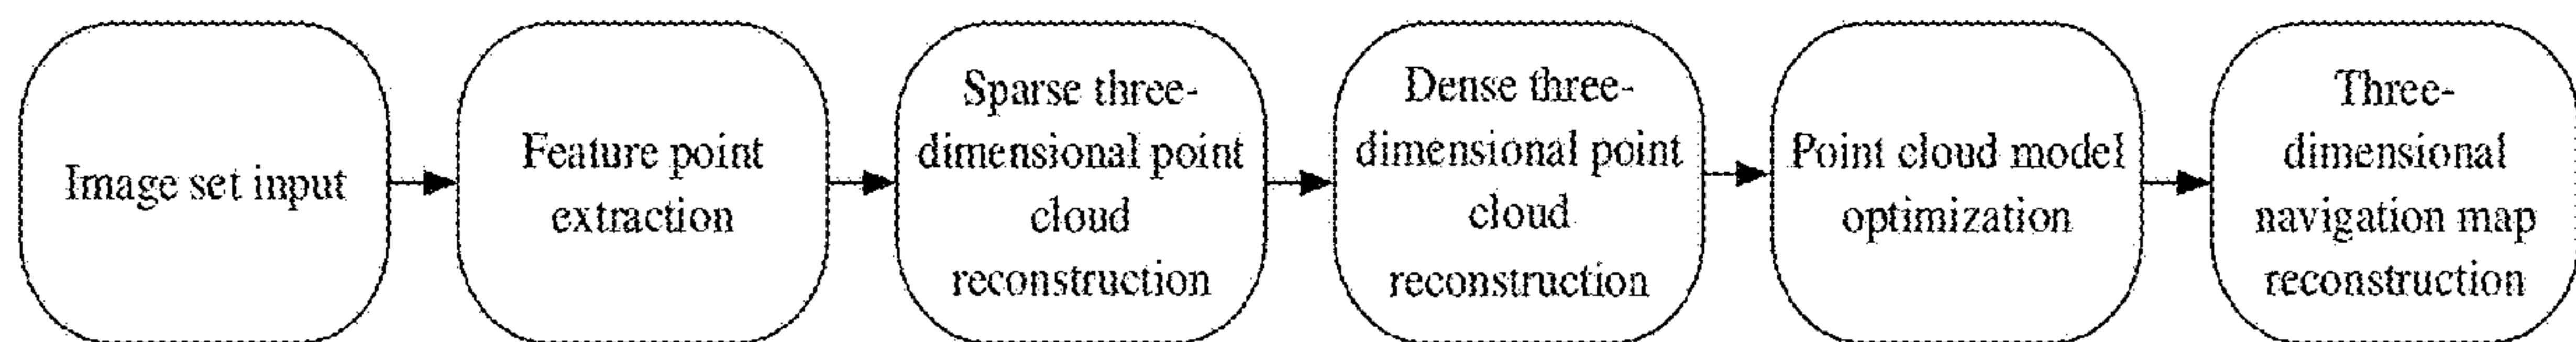 Image set input
Feature point
extraction
Sparse three-
dimensional point
cloud
reconstruction
Dense three-
dimensional point
cloud
reconstruction
Point cloud model
optimization
Three-
dimensional
navigation map
reconstruction